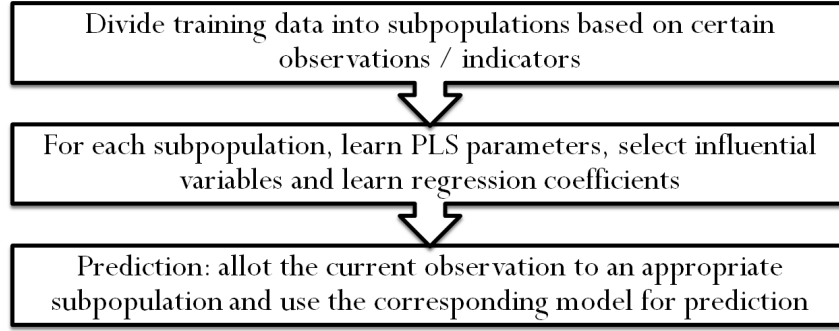 Divide training data into subpopulations based on certain
observations / indicators
For each subpopulation, learn PLS parameters, select influential
variables and learn regression coefficients
Prediction: allot the current observation to an appropriate
subpopulation and use the corresponding model for prediction